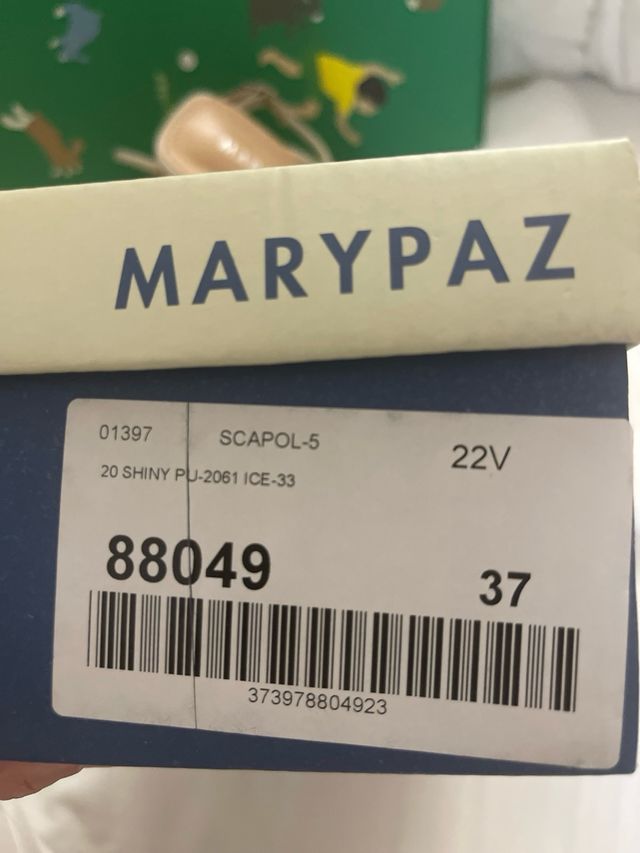 MARYPAZ
01397 SCAPOL-5 22V
20 SHINY PU-2061 ICE-33
88049 37
373978804923